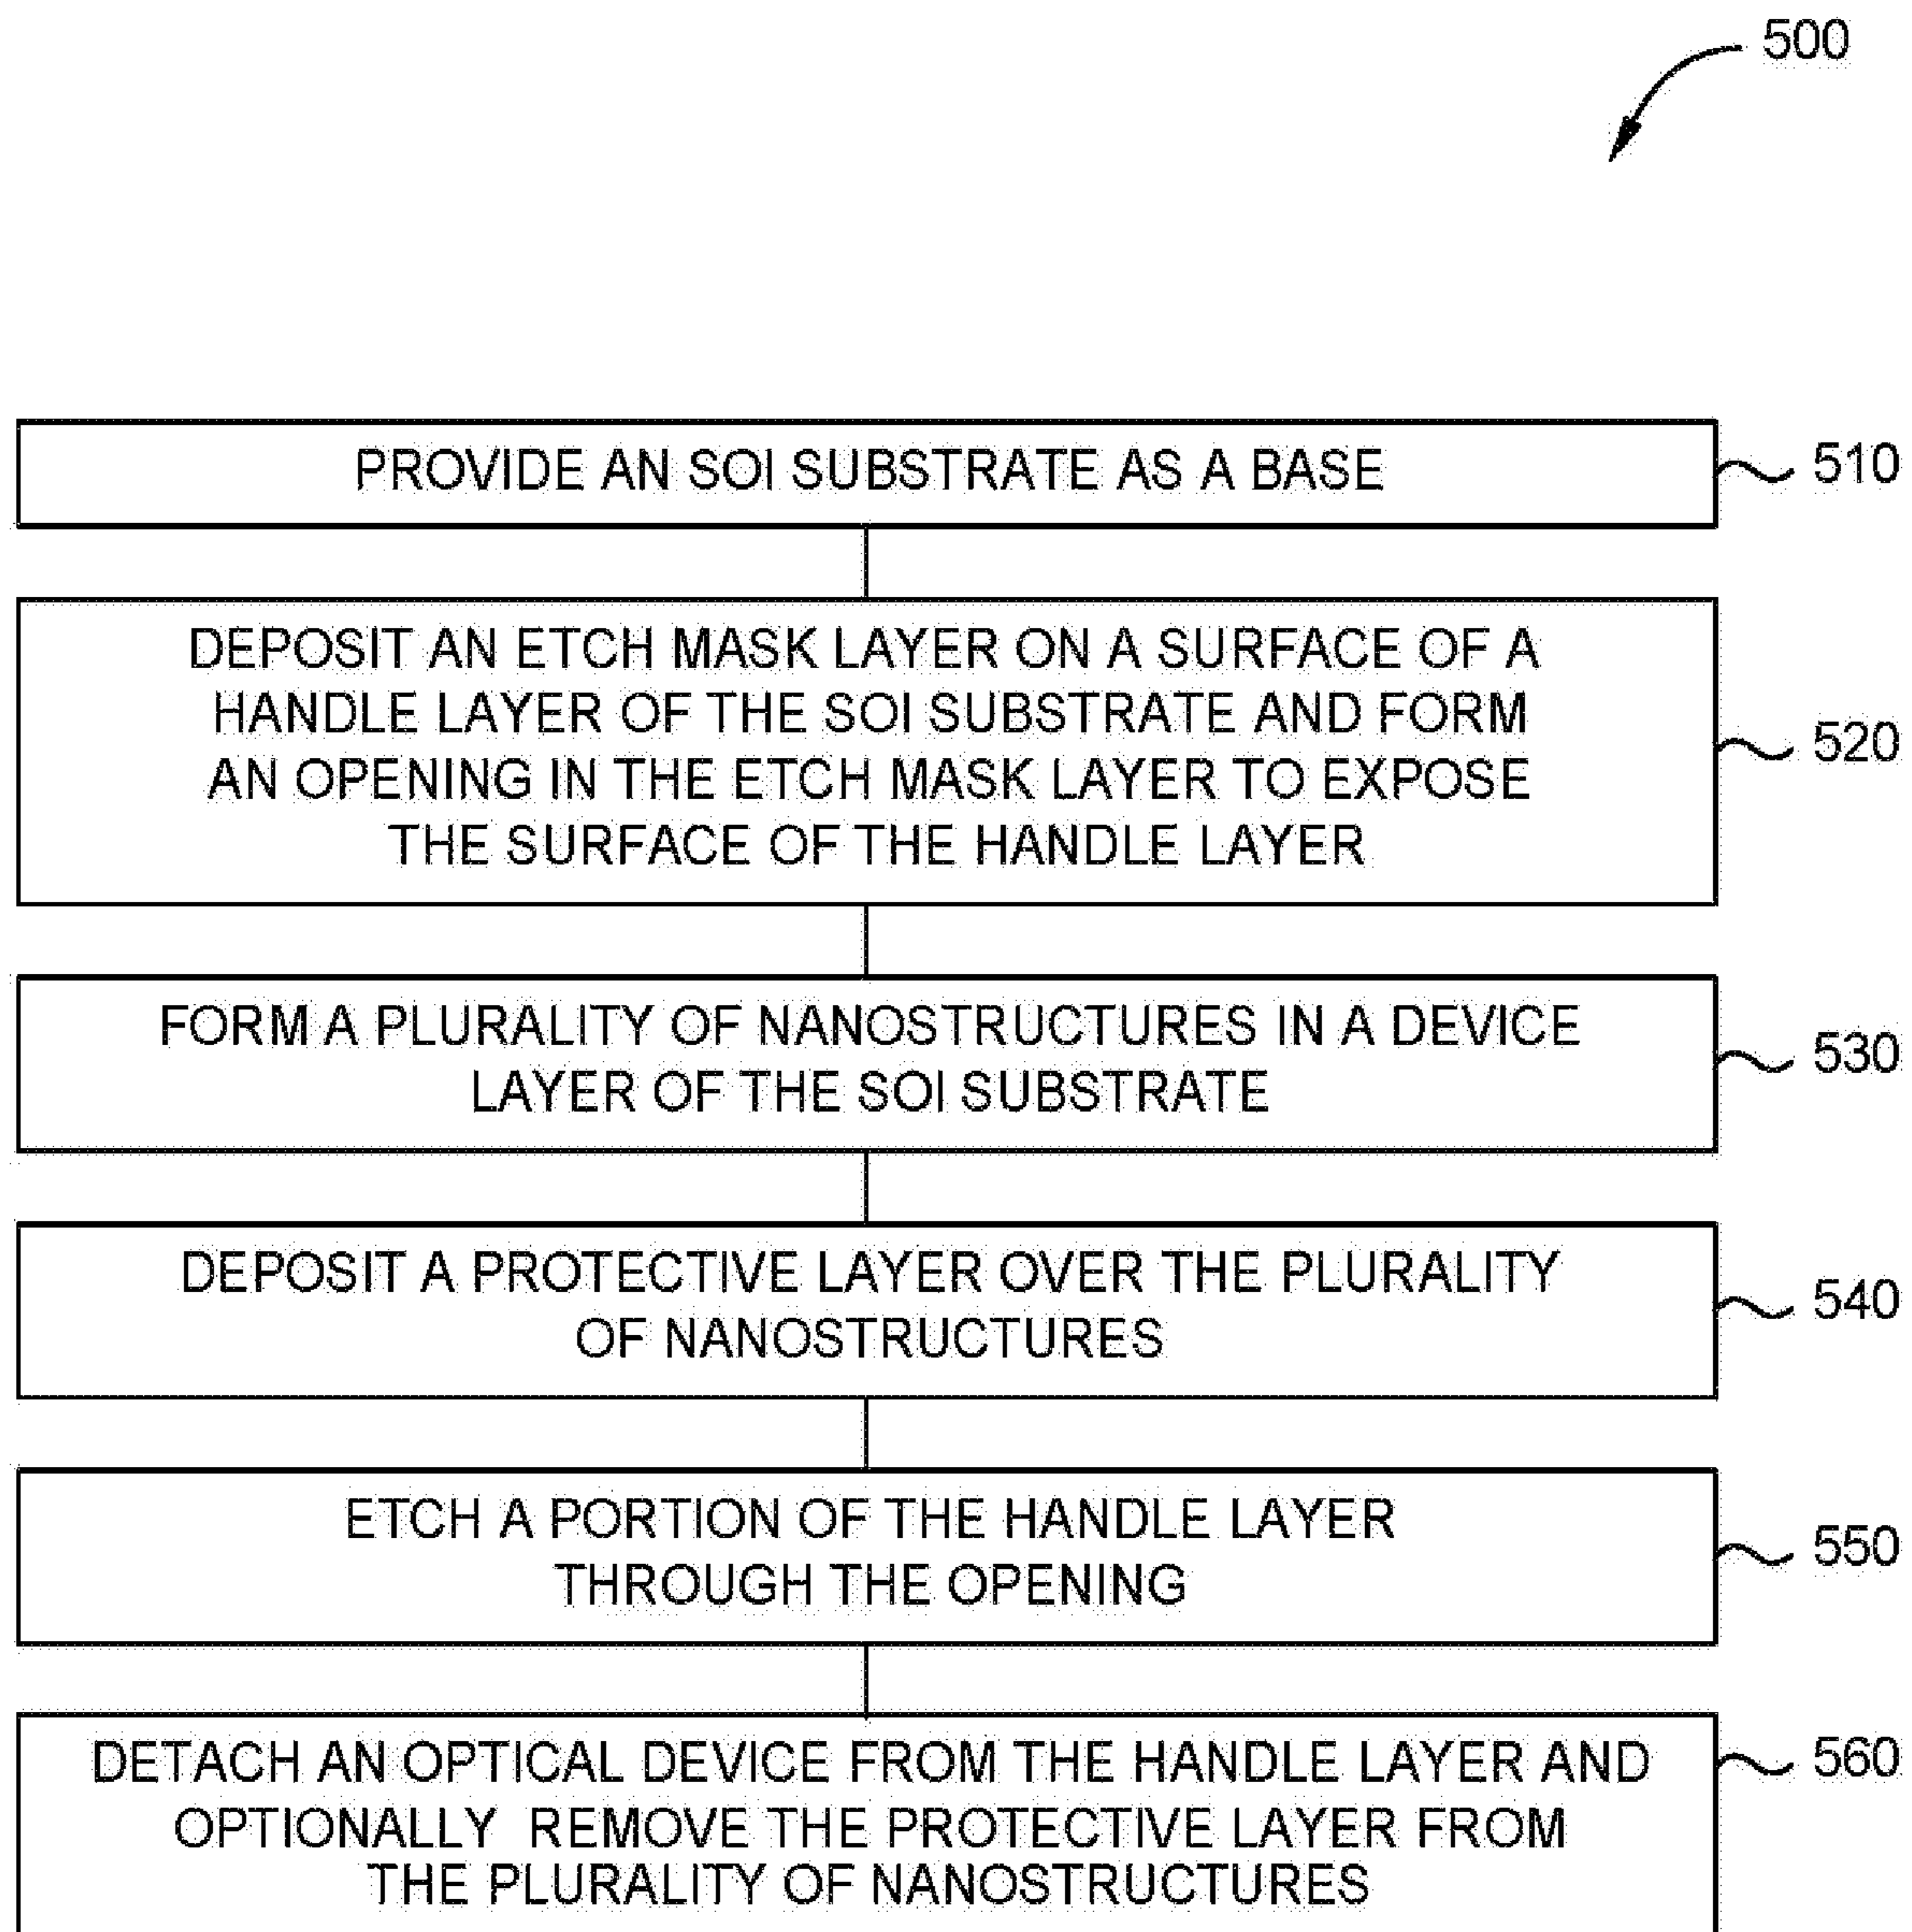 500
PROVIDE AN SOI SUBSTRATE AS A BASE
510
DEPOSIT AN ETCH MASK LAYER ON A SURFACE OF A
HANDLE LAYER OF THE SOI SUBSTRATE AND FORM
AN OPENING IN THE ETCH MASK LAYER TO EXPOSE
THE SURFACE OF THE HANDLE LAYER
520
FORM A PLURALITY OF NANOSTRUCTURES IN A DEVICE
LAYER OF THE SOI SUBSTRATE
530
DEPOSIT A PROTECTIVE LAYER OVER THE PLURALITY
OF NANOSTRUCTURES
540
ETCH A PORTION OF THE HANDLE LAYER
THROUGH THE OPENING
550
DETACH AN OPTICAL DEVICE FROM THE HANDLE LAYER AND
OPTIONALLY REMOVE THE PROTECTIVE LAYER FROM
THE PLURALITY OF NANOSTRUCTURES
560